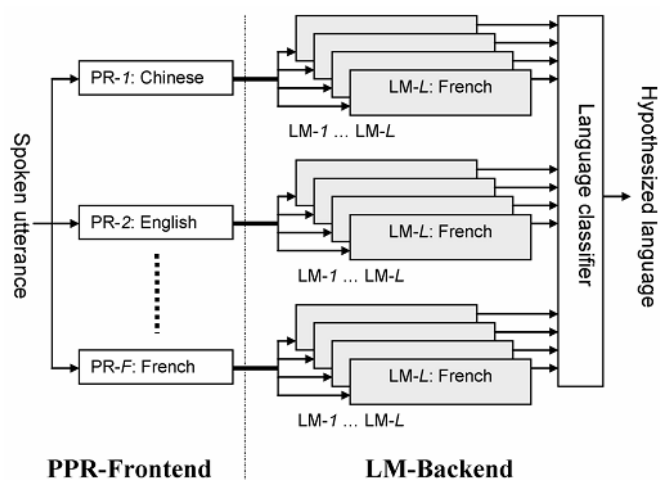 Spoken utterance
PR-1: Chinese
LM-L: French
LM-1 ... LM-L
PR-2: English
LM-L: French
LM-1 ... LM-L
PR-F: French
LM-L: French
LM-1 ... LM-L
Language classifier
Hypothesized language
PPR-Frontend
LM-Backend